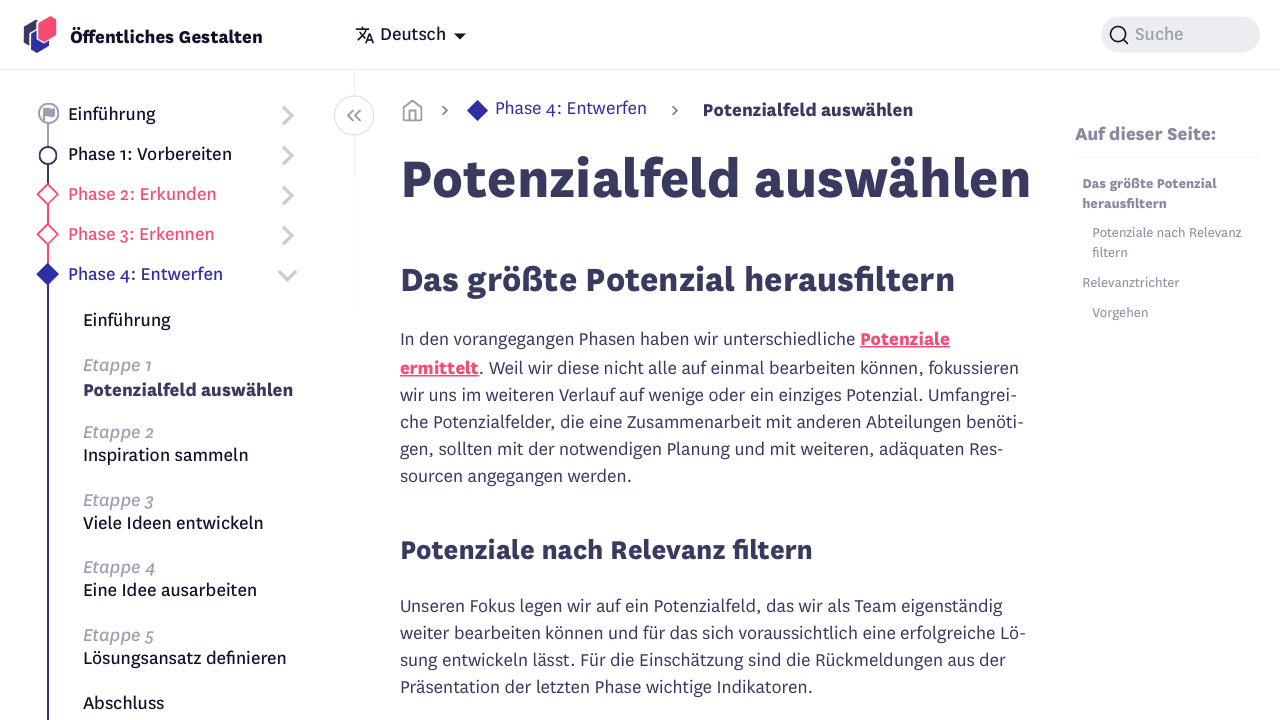 Öffentliches Gestalten
Deutsch
Suche
Einführung
Phase 1: Vorbereiten
Phase 2: Erkunden
Phase 3: Erkennen
Phase 4: Entwerfen
Einführung
Etappe 1
Potenzialfeld auswählen
Etappe 2
Inspiration sammeln
Etappe 3
Viele Ideen entwickeln
Etappe 4
Eine Idee ausarbeiten
Etappe 5
Lösungsansatz definieren
Abschluss
Phase 4: Entwerfen
Potenzialfeld auswählen
Potenzialfeld auswählen
Das größte Potenzial herausfiltern
In den vorangegangen Phasen haben wir unterschiedliche Potenziale
ermittelt. Weil wir diese nicht alle auf einmal bearbeiten können, fokussieren
wir uns im weiteren Verlauf auf wenige oder ein einziges Potenzial. Umfangrei-
che Potenzialfelder, die eine Zusammenarbeit mit anderen Abteilungen benöti-
gen, sollten mit der notwendigen Planung und mit weiteren, adäquaten Res-
sourcen angegangen werden.
Potenziale nach Relevanz filtern
Unseren Fokus legen wir auf ein Potenzialfeld, das wir als Team eigenständig
weiter bearbeiten können und für das sich voraussichtlich eine erfolgreiche Lö-
sung entwickeln lässt. Für die Einschätzung sind die Rückmeldungen aus der
Präsentation der letzten Phase wichtige Indikatoren.
Auf dieser Seite:
Das größte Potenzial
herausfiltern
Potenziale nach Relevanz
filtern
Relevanztrichter
Vorgehen